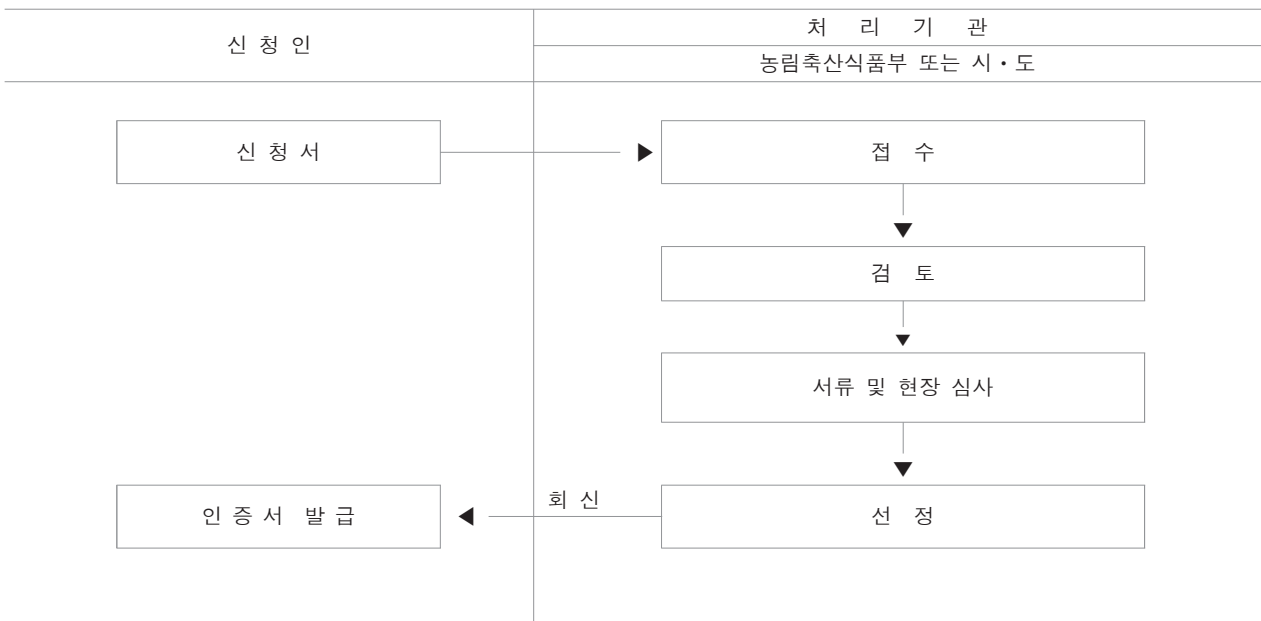 신 청 인
처 리 기 관
농림축산식품부 또는 시・도
신 청 서
접 수
검 토
서류 및 현장 심사
인 증 서 발 급
회 신
선 정